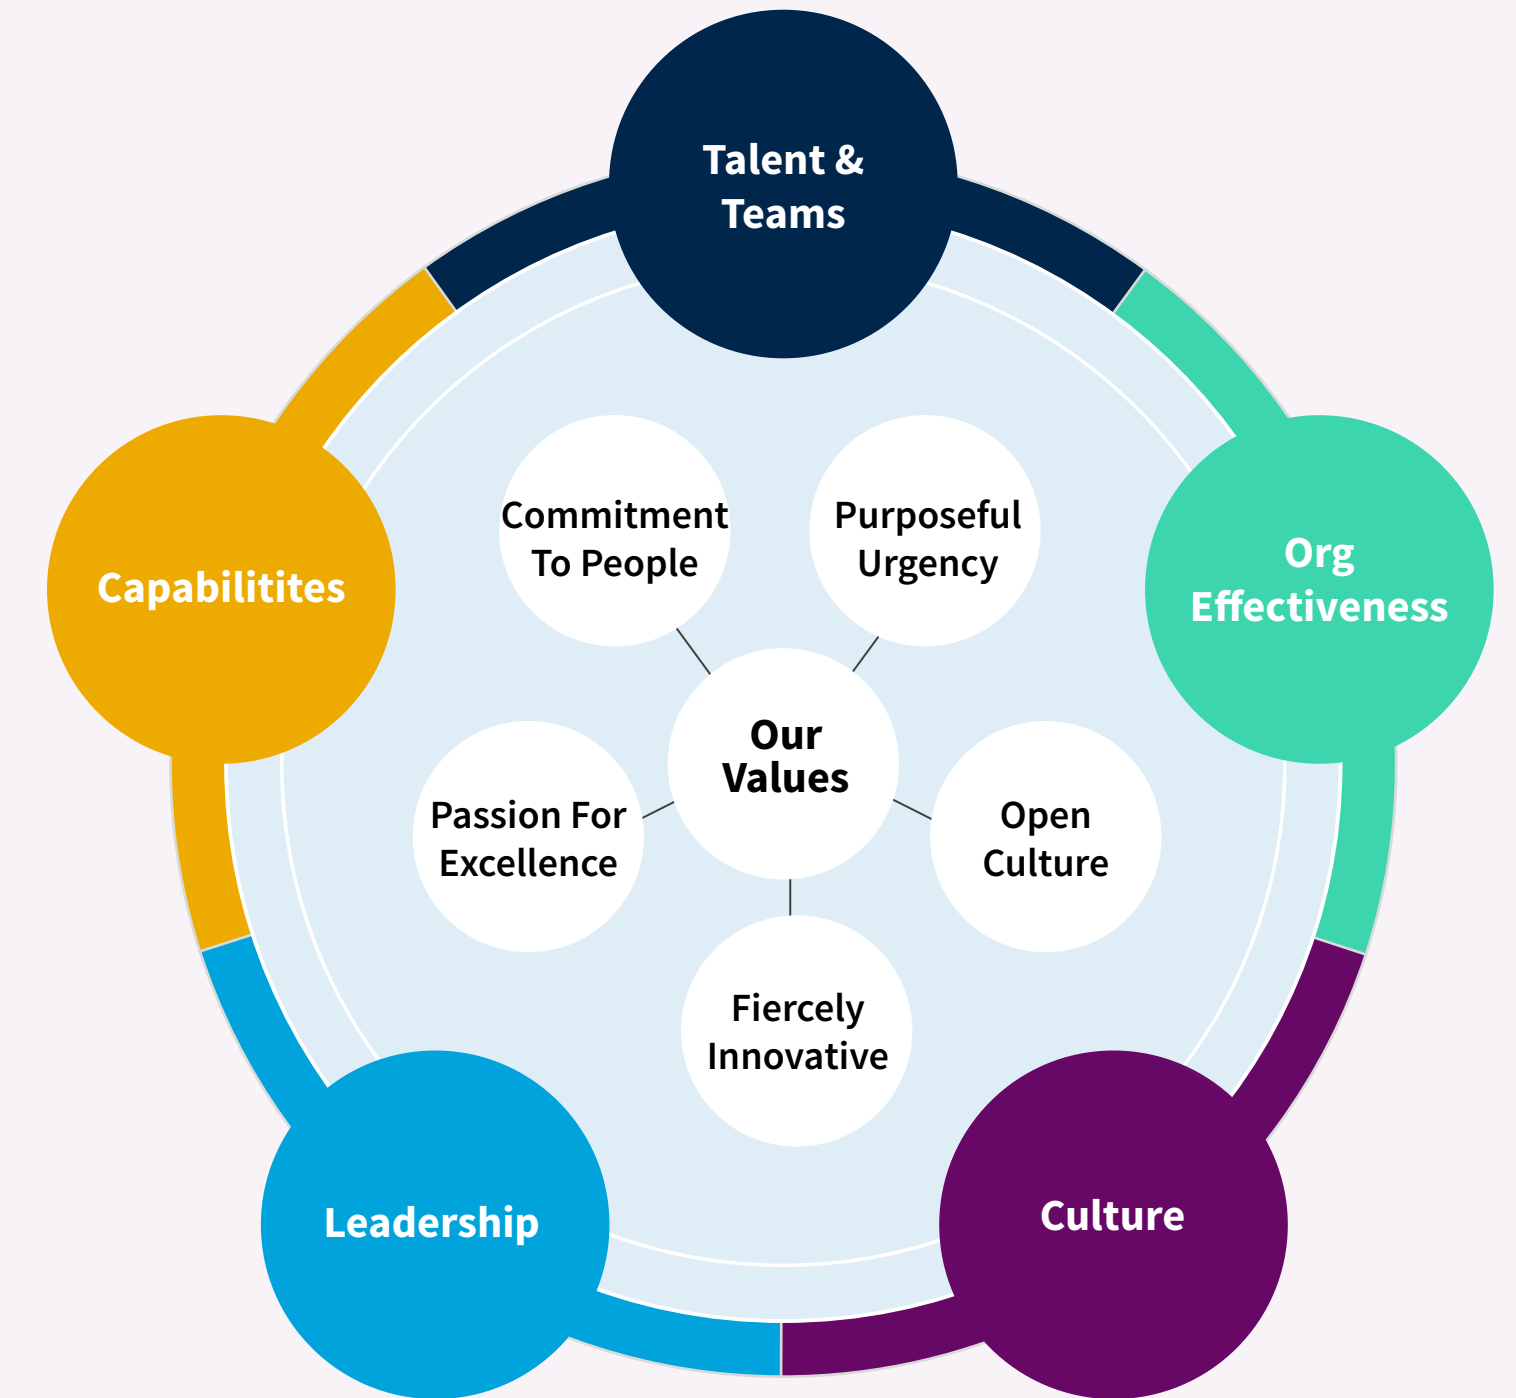 Talent &
Teams
Commitment
To People
Purposeful
Urgency
Capabilitites
Org
Effectiveness
Our
Values
Passion For
Excellence
Open
Culture
Fiercely
Innovative
Leadership
Culture